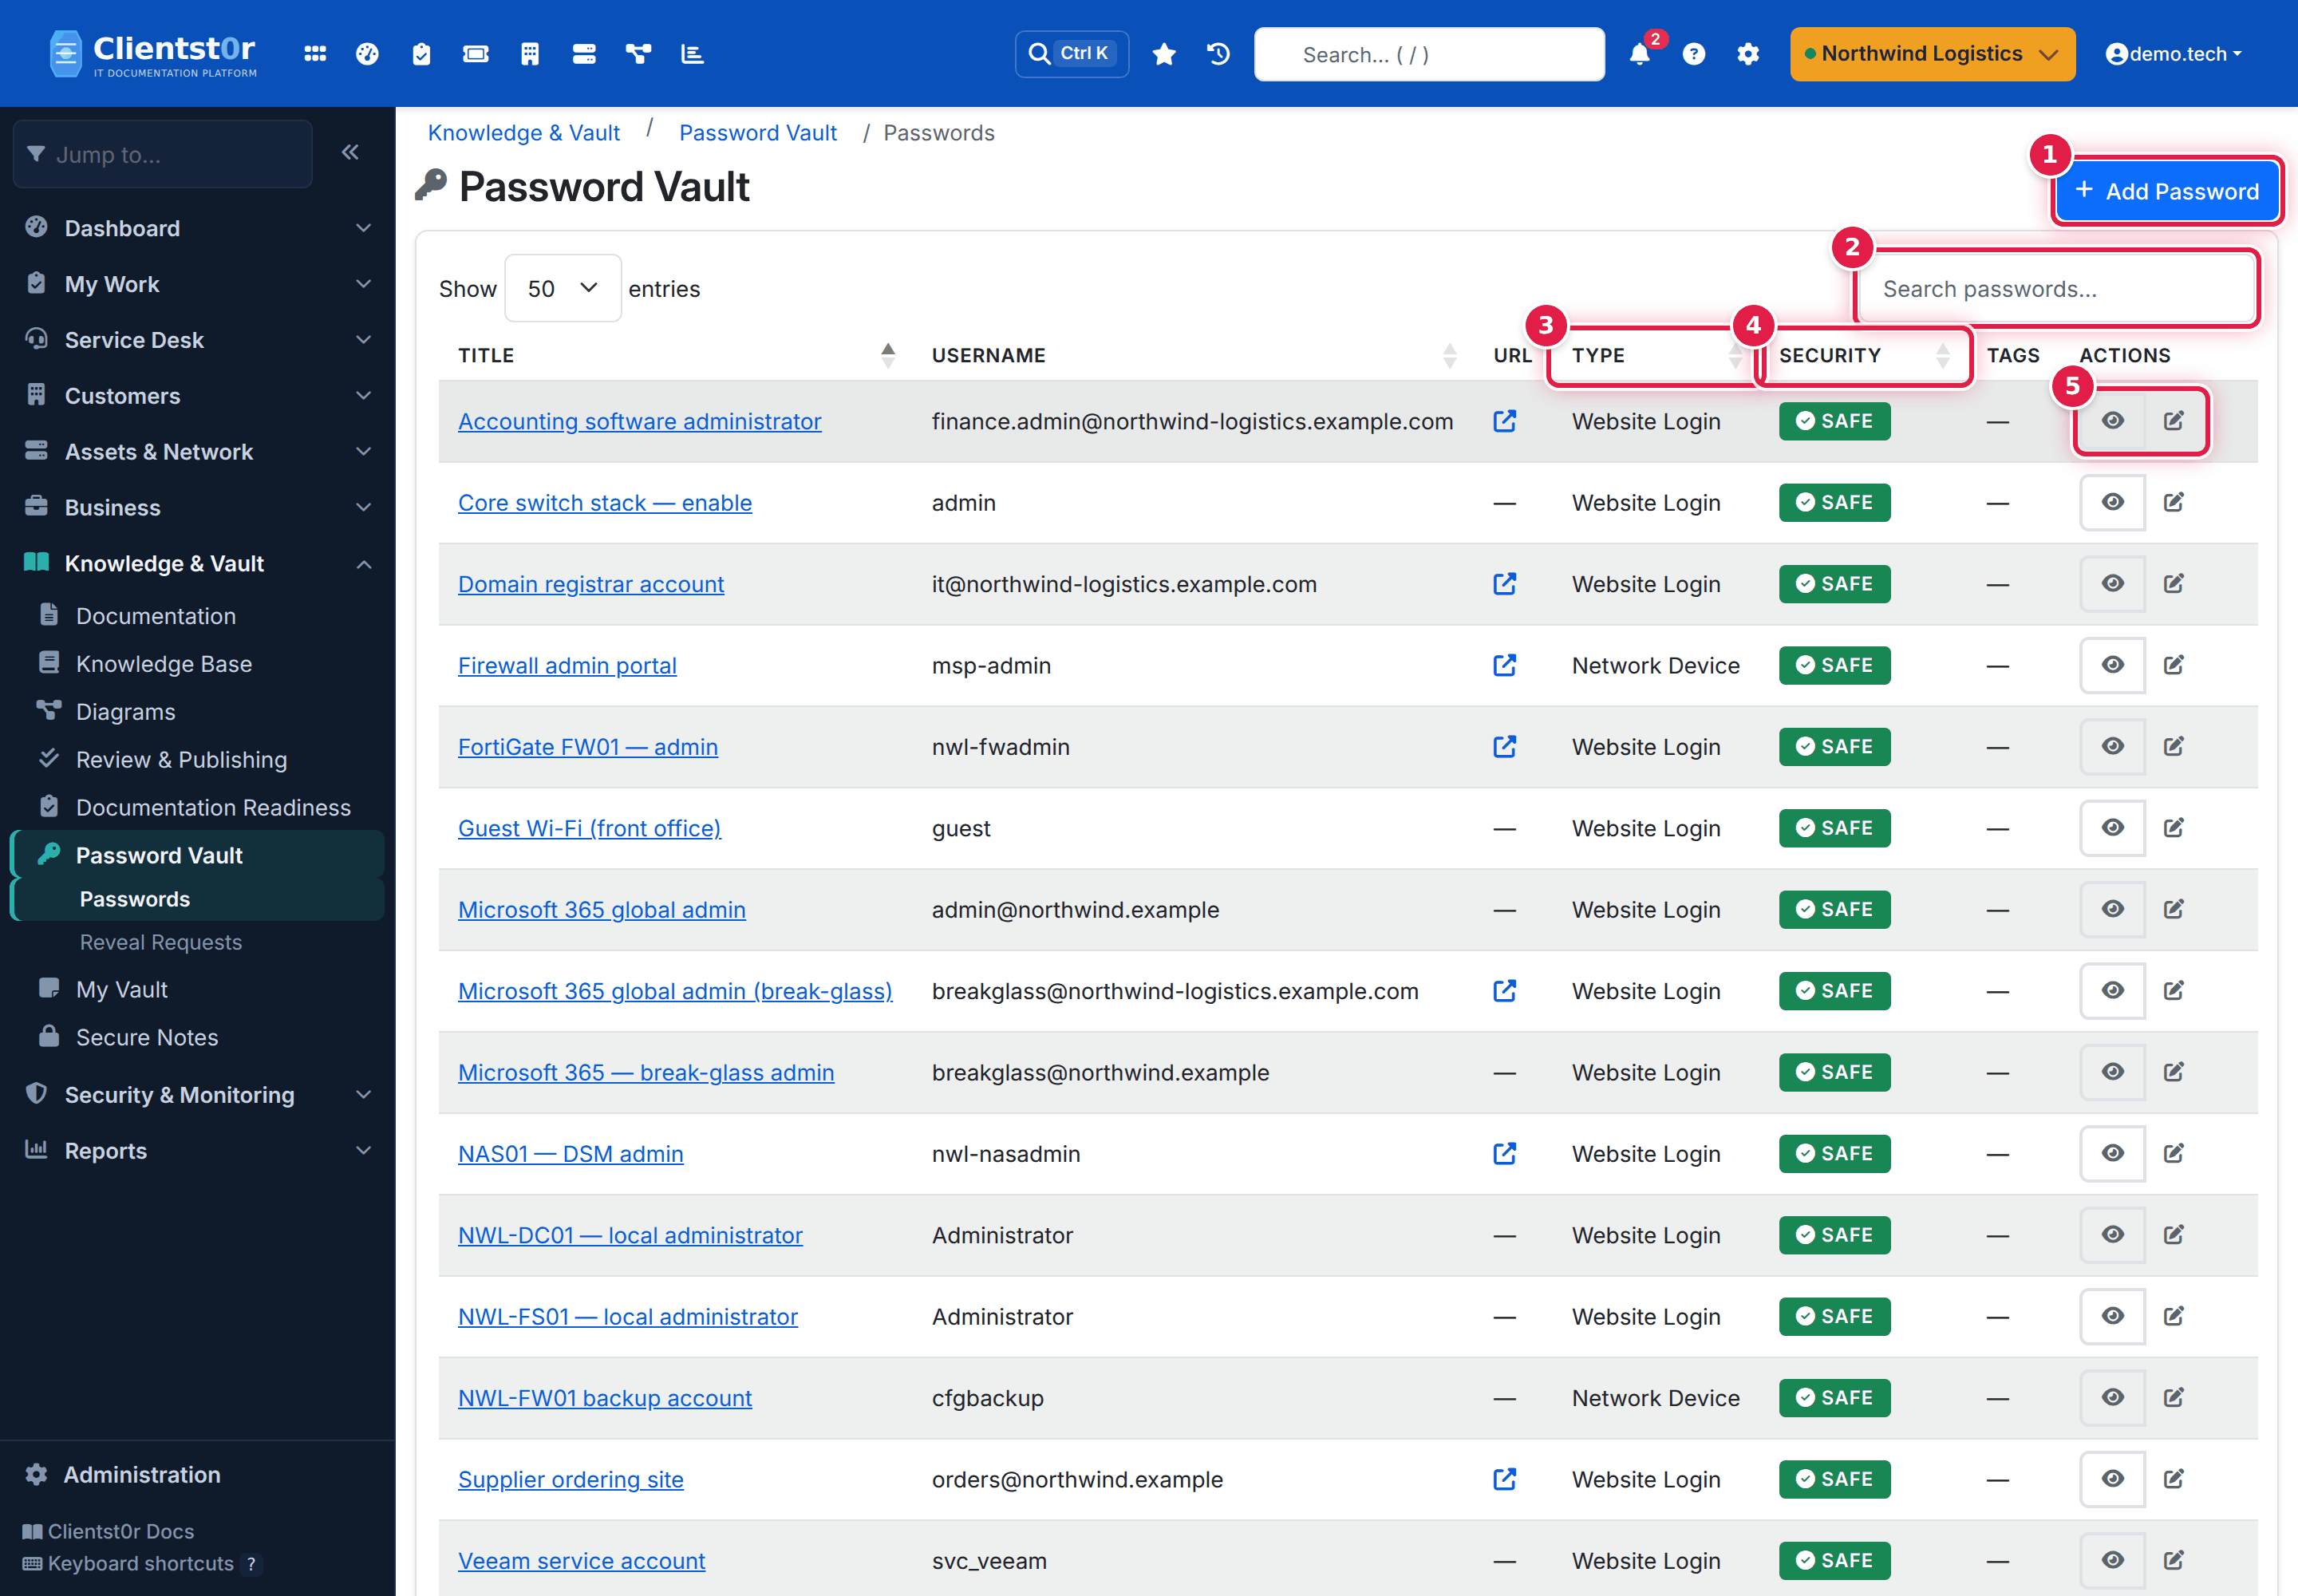 Clientst0r
IT DOCUMENTATION PLATFORM
Ctrl K
Search... ( / )
2
?
Northwind Logistics
demo.tech
Jump to...
Dashboard
My Work
Service Desk
Customers
Assets & Network
Business
Knowledge & Vault
Documentation
Knowledge Base
Diagrams
Review & Publishing
Documentation Readiness
Password Vault
Passwords
Reveal Requests
My Vault
Secure Notes
Security & Monitoring
Reports
Administration
Clientst0r Docs
Keyboard shortcuts ?
Knowledge & Vault / Password Vault / Passwords
Password Vault
1
+ Add Password
Show 50 entries
2
Search passwords...
3
4
TITLE USERNAME URL TYPE SECURITY TAGS ACTIONS
5
Accounting software administrator finance.admin@northwind-logistics.example.com Website Login SAFE —
Core switch stack — enable admin — Website Login SAFE —
Domain registrar account it@northwind-logistics.example.com Website Login SAFE —
Firewall admin portal msp-admin Network Device SAFE —
FortiGate FW01 — admin nwl-fwadmin Website Login SAFE —
Guest Wi-Fi (front office) guest — Website Login SAFE —
Microsoft 365 global admin admin@northwind.example — Website Login SAFE —
Microsoft 365 global admin (break-glass) breakglass@northwind-logistics.example.com Website Login SAFE —
Microsoft 365 — break-glass admin breakglass@northwind.example — Website Login SAFE —
NAS01 — DSM admin nwl-nasadmin Website Login SAFE —
NWL-DC01 — local administrator Administrator — Website Login SAFE —
NWL-FS01 — local administrator Administrator — Website Login SAFE —
NWL-FW01 backup account cfgbackup — Network Device SAFE —
Supplier ordering site orders@northwind.example Website Login SAFE —
Veeam service account svc_veeam — Website Login SAFE —